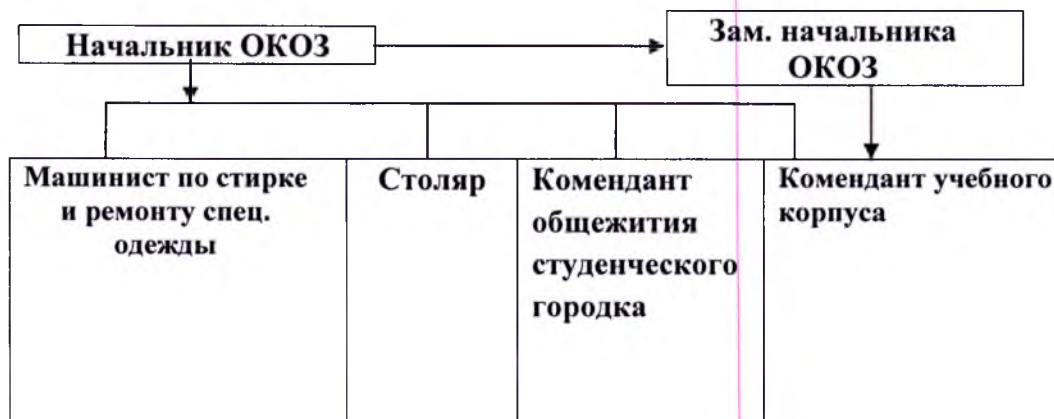 Начальник ОКОЗ
Зам. начальника
ОКОЗ
Машинист по стирке
и ремонту спец.
одежды
Столяр
Комендант
общежития
студенческого
городка
Комендант учебного
корпуса